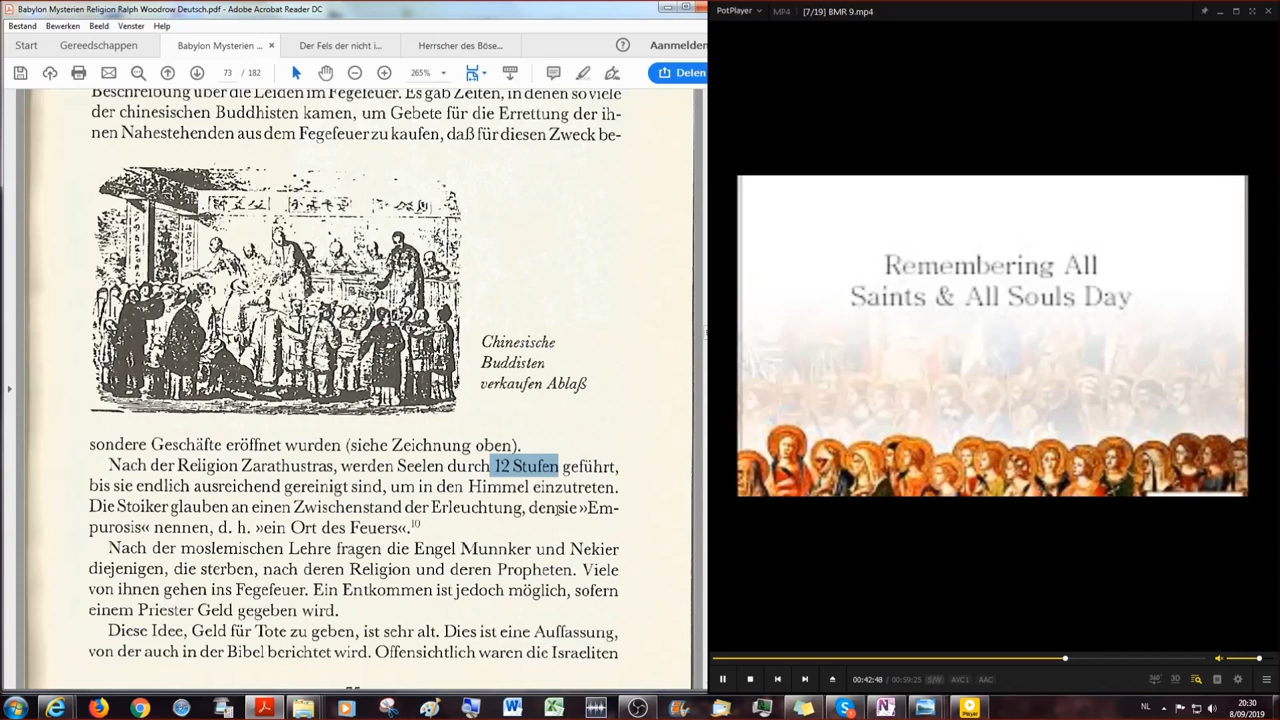 Babylon Mysterien Religion Ralph Woodrow Deutsch.pdf - Adobe Acrobat Reader DC
Bestand Bewerken Beeld Venster Help
Start Gereedschappen Babylon Mysterien ... × Der Fels der nicht i... Herrscher des Böse... Aanmelden
73 / 182 265% Delen
Beschreibung über die Leiden im Fegefeuer. Es gab Zeiten, in denen so viele
der chinesischen Buddhisten kamen, um Gebete für die Errettung der ih-
nen Nahestehenden aus dem Fegefeuer zu kaufen, daß für diesen Zweck be-
Chinesische
Buddisten
verkaufen Ablaß
sondere Geschäfte eröffnet wurden (siehe Zeichnung oben).
Nach der Religion Zarathustras, werden Seelen durch 12 Stufen geführt,
bis sie endlich ausreichend gereinigt sind, um in den Himmel einzutreten.
Die Stoiker glauben an einen Zwischenstand der Erleuchtung, den sie »Em-
purosis« nennen, d. h. »ein Ort des Feuers«.10
Nach der moslemischen Lehre fragen die Engel Munnker und Nekier
diejenigen, die sterben, nach deren Religion und deren Propheten. Viele
von ihnen gehen ins Fegefeuer. Ein Entkommen ist jedoch möglich, sofern
einem Priester Geld gegeben wird.
Diese Idee, Geld für Tote zu geben, ist sehr alt. Dies ist eine Auffassung,
von der auch in der Bibel berichtet wird. Offensichtlich waren die Israeliten
PotPlayer MP4 [7/19] BMR 9.mp4
Remembering All
Saints & All Souls Day
00:42:48 / 00:59:25 S/W AVC1 AAC
360° 3D
NL 20:30
8/09/2019